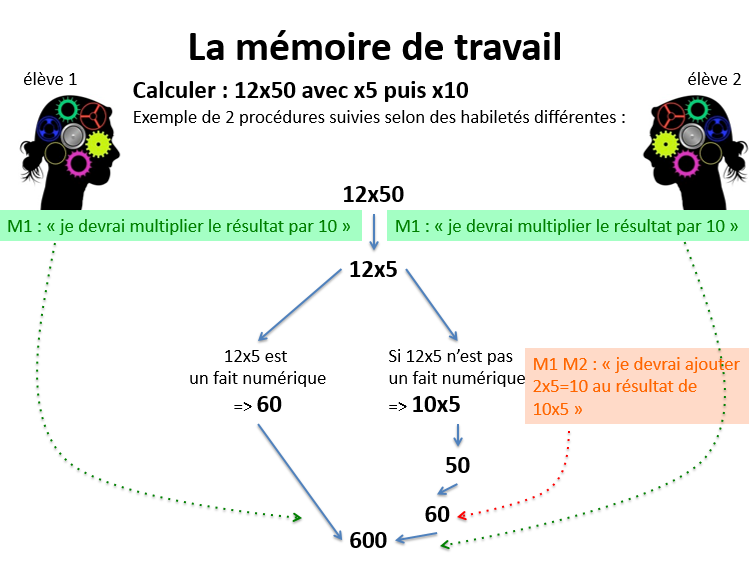 La mémoire de travail
élève 1
élève 2
Calculer : 12x50 avec x5 puis x10
Exemple de 2 procédures suivies selon des habiletés différentes :
12x50
M1 : « je devrai multiplier le résultat par 10 »
M1 : « je devrai multiplier le résultat par 10 »
12x5
12x5 est
un fait numérique
=> 60
Si 12x5 n’est pas
un fait numérique
=> 10x5
M1 M2 : « je devrai ajouter
2x5=10 au résultat de
10x5 »
50
60
600